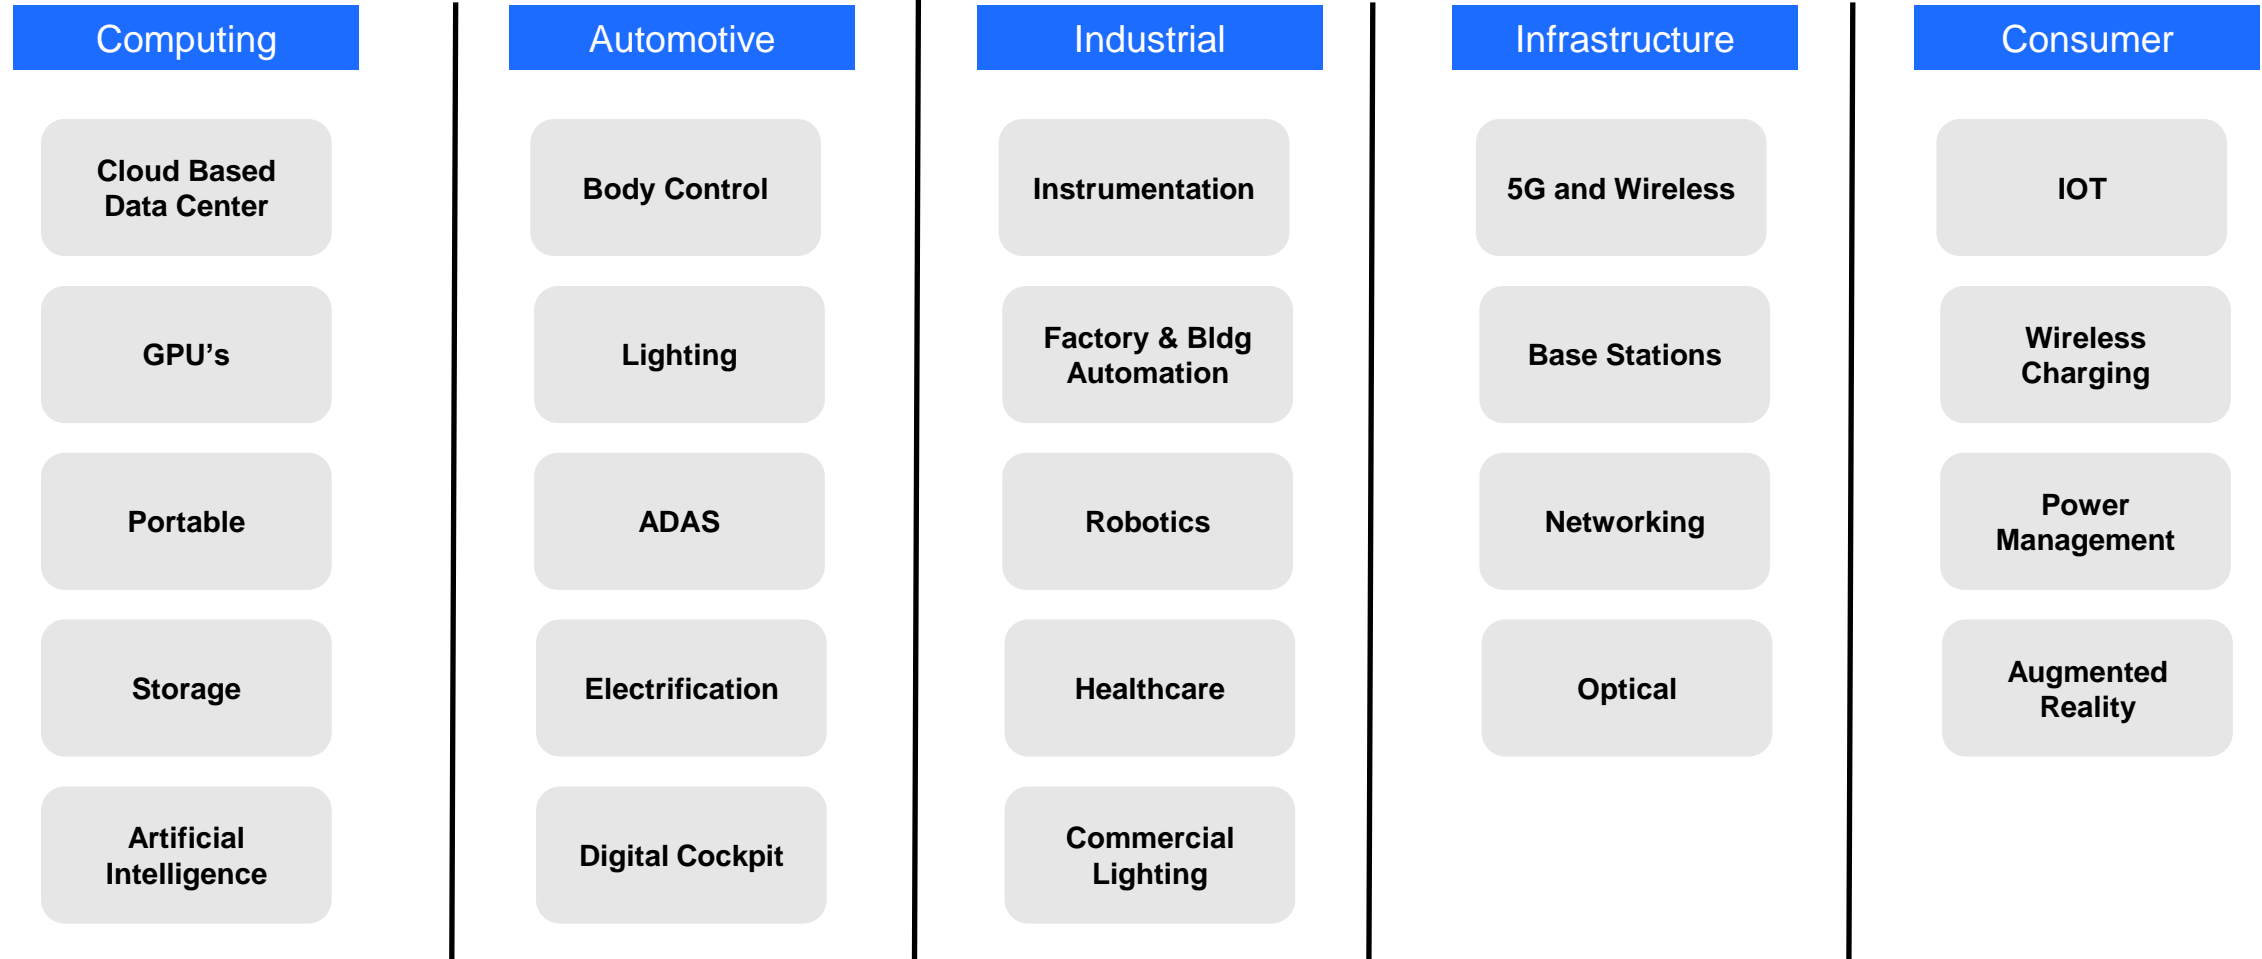 Computing
Cloud Based
Data Center
GPU’s
Portable
Storage
Artificial
Intelligence
Automotive
Body Control
Lighting
ADAS
Electrification
Digital Cockpit
Industrial
Instrumentation
Factory & Bldg
Automation
Robotics
Healthcare
Commercial
Lighting
Infrastructure
5G and Wireless
Base Stations
Networking
Optical
Consumer
IOT
Wireless
Charging
Power
Management
Augmented
Reality